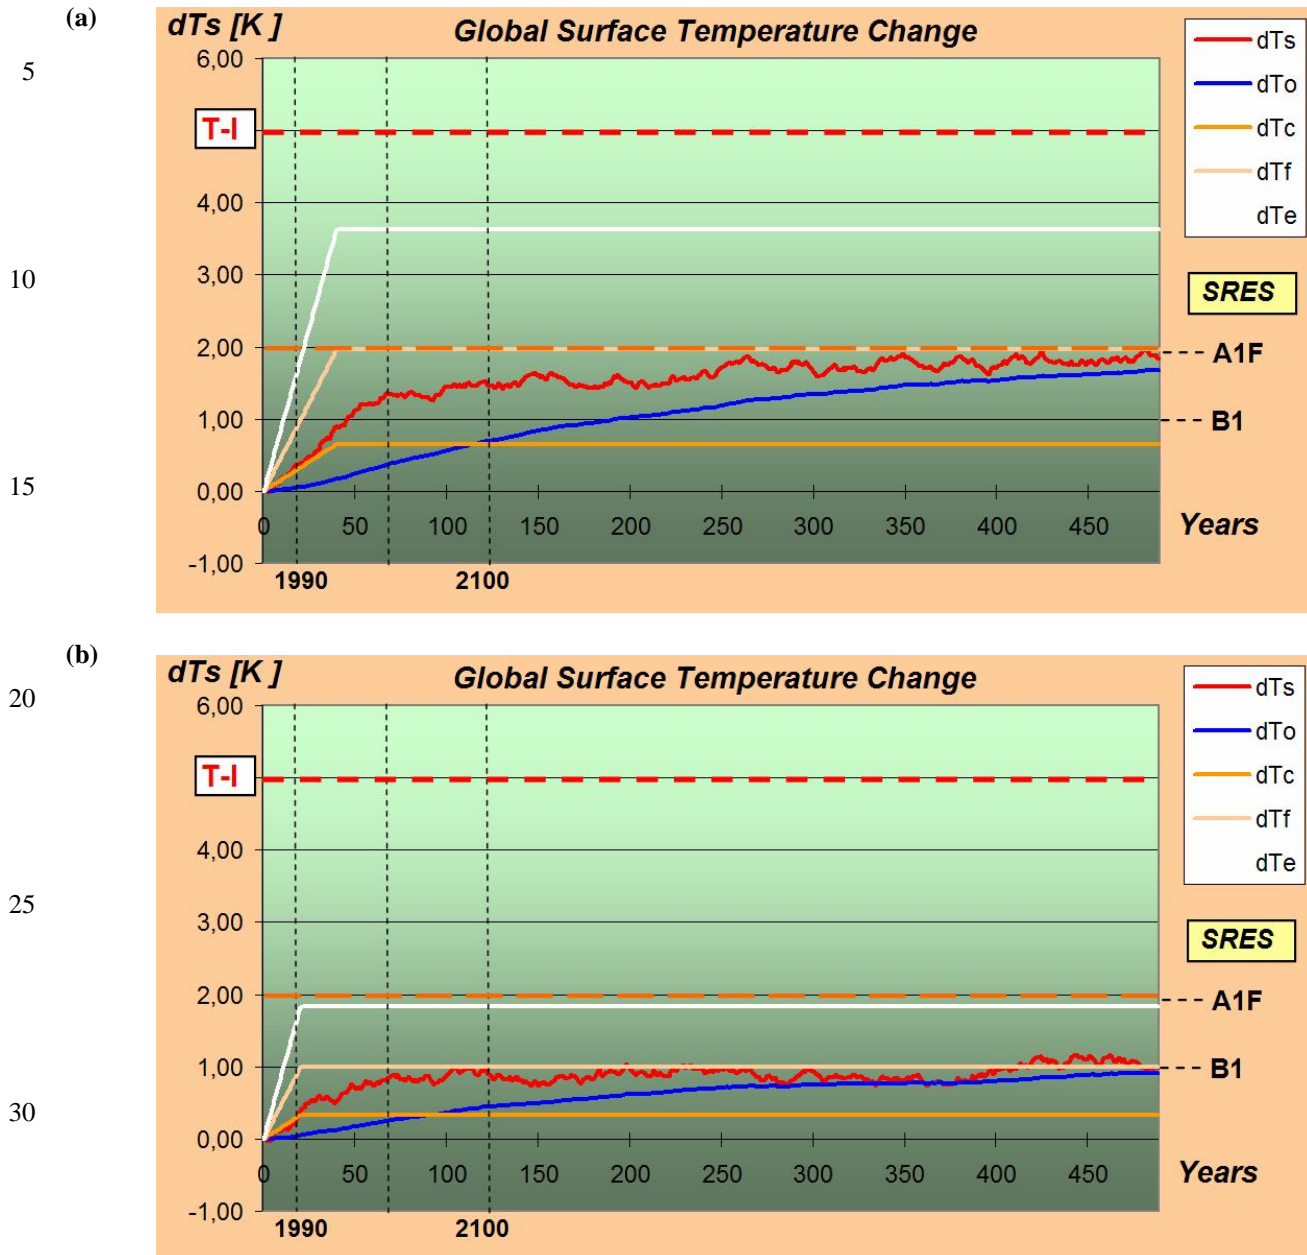 (a)
dTs [K ] Global Surface Temperature Change
6,00
5
T-I
4,00
3,00
10
2,00
1,00
0,00
15
-1,00
0 50 100 150 200 250 300 350 400 450 Years
1990 2100
dTs
dTo
dTc
dTf
dTe
SRES
A1F
B1
(b)
dTs [K ] Global Surface Temperature Change
6,00
20
T-I
4,00
3,00
25
2,00
1,00
30
0,00
-1,00
0 50 100 150 200 250 300 350 400 450 Years
1990 2100
dTs
dTo
dTc
dTf
dTe
SRES
A1F
B1